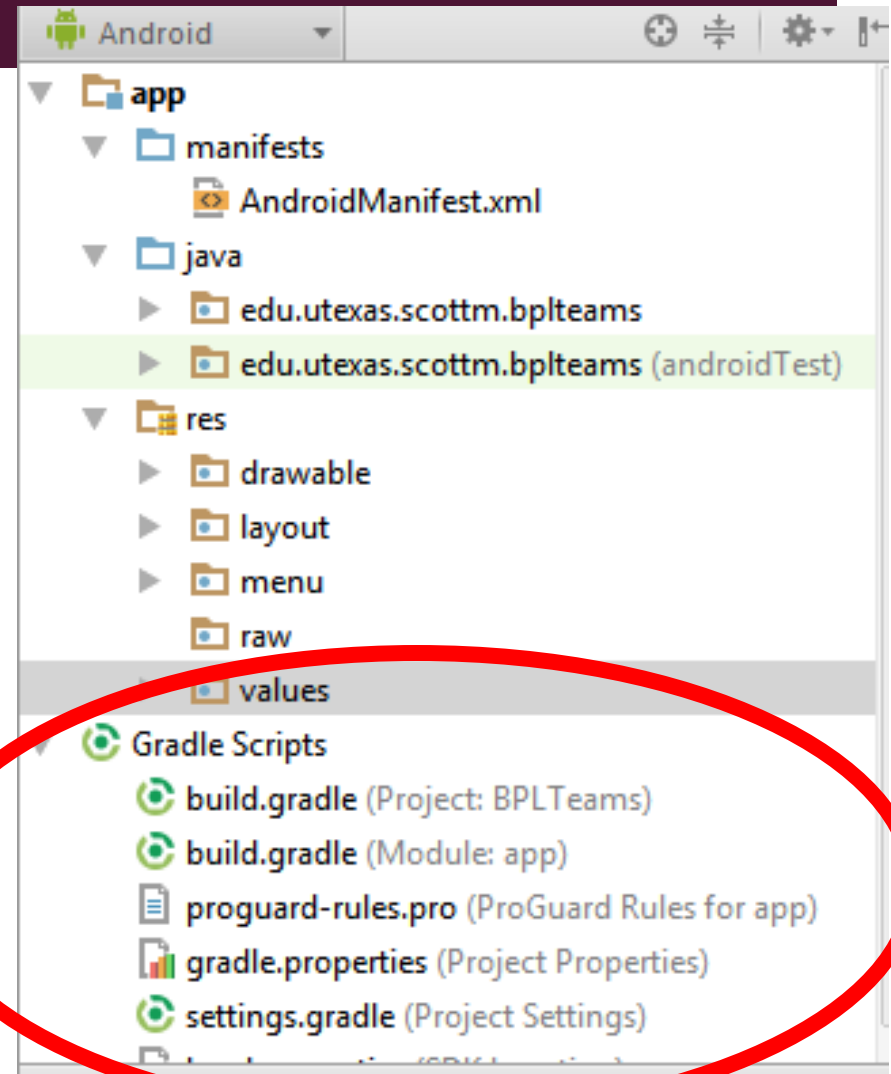 Android
app
manifests
AndroidManifest.xml
java
edu.utexas.scottm.bplteams
edu.utexas.scottm.bplteams (androidTest)
res
drawable
layout
menu
raw
values
Gradle Scripts
build.gradle (Project: BPLTeams)
build.gradle (Module: app)
proguard-rules.pro (ProGuard Rules for app)
gradle.properties (Project Properties)
settings.gradle (Project Settings)